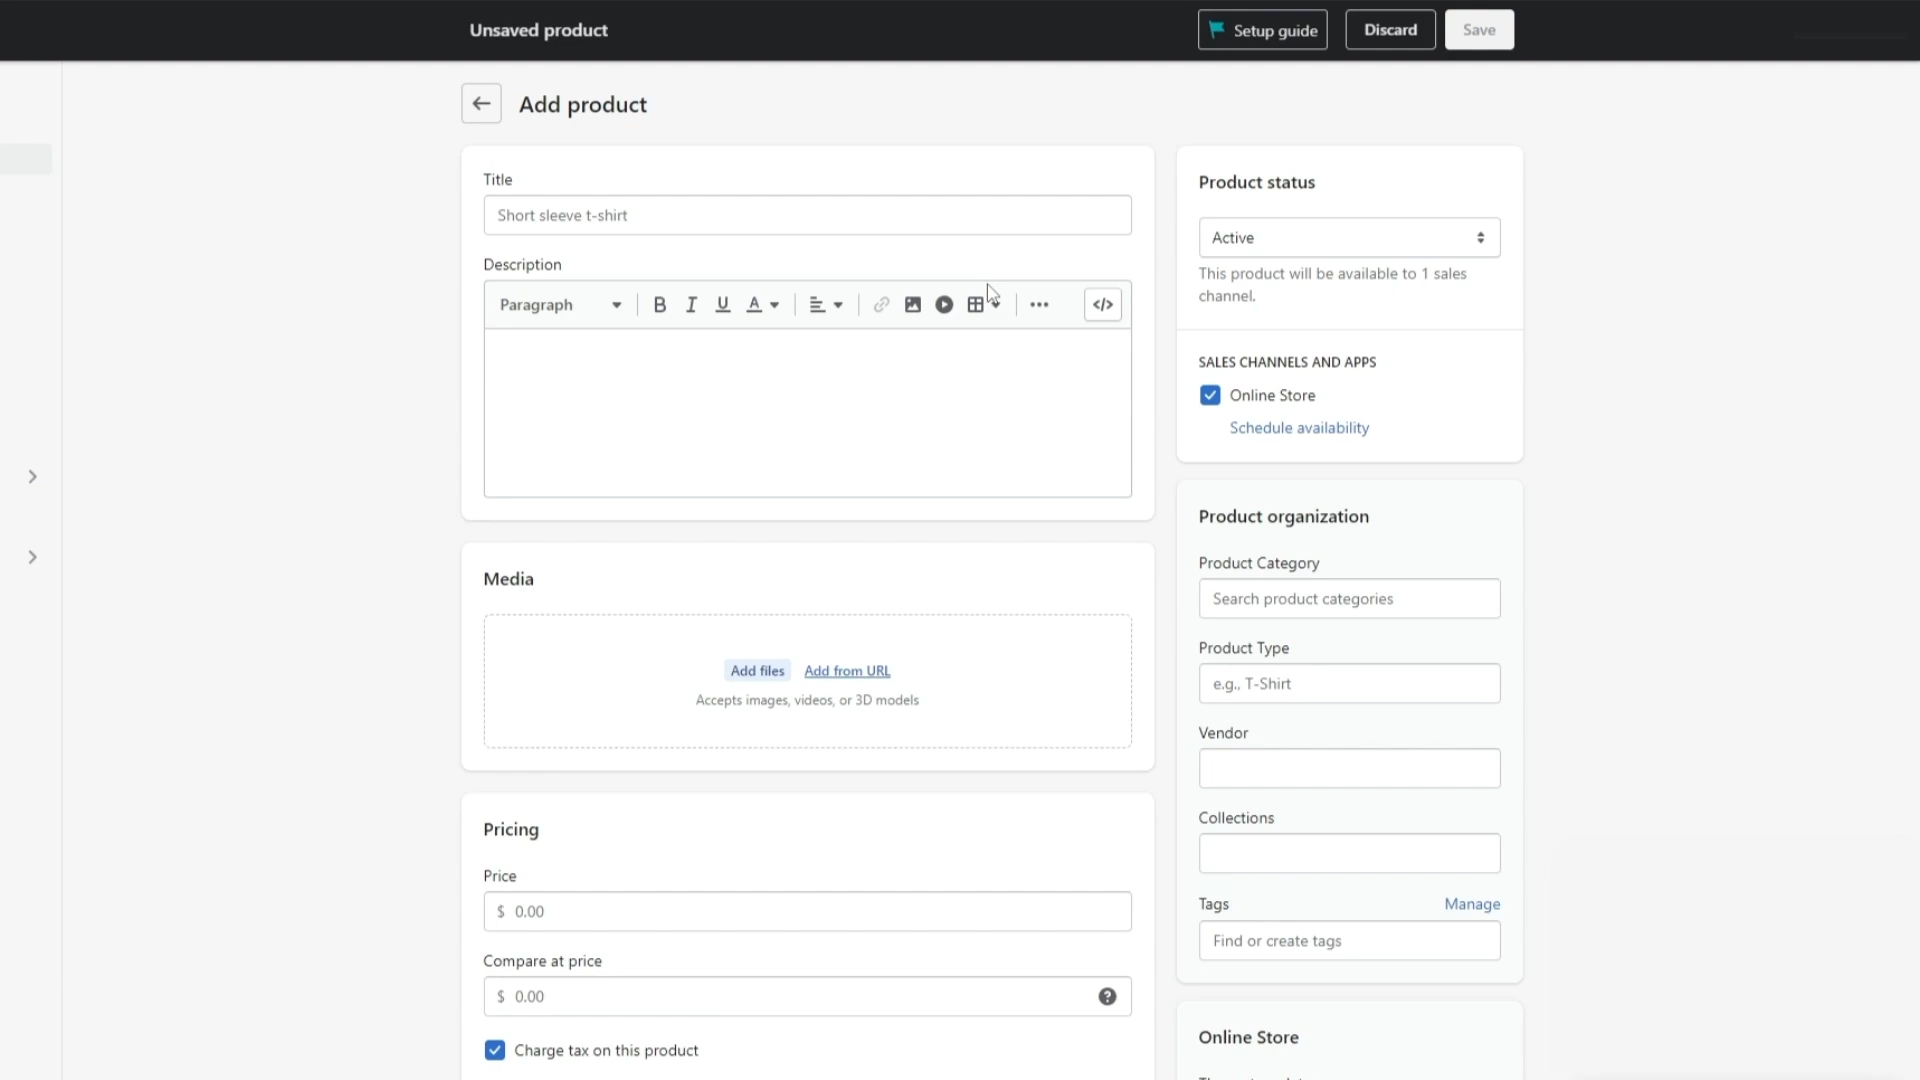 Unsaved product
Setup guide
Discard
Save
Add product
Title
Short sleeve t-shirt
Description
Paragraph
B I U A
</>
Media
Add files Add from URL
Accepts images, videos, or 3D models
Pricing
Price
$ 0.00
Compare at price
$ 0.00
?
Charge tax on this product
Product status
Active
This product will be available to 1 sales
channel.
SALES CHANNELS AND APPS
Online Store
Schedule availability
Product organization
Product Category
Search product categories
Product Type
e.g., T-Shirt
Vendor
Collections
Tags
Manage
Find or create tags
Online Store